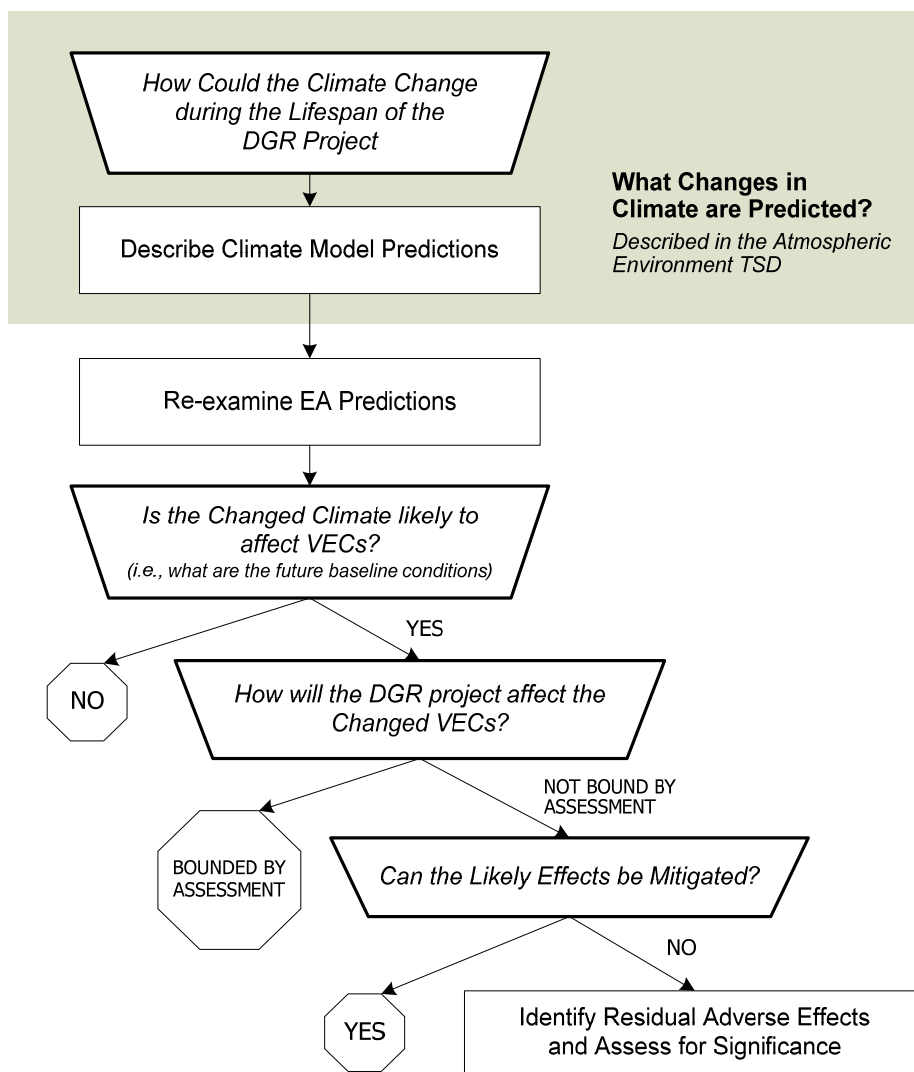 How Could the Climate Change
during the Lifespan of the
DGR Project
What Changes in
Climate are Predicted?
Described in the Atmospheric
Environment TSD
Describe Climate Model Predictions
Re-examine EA Predictions
Is the Changed Climate likely to
affect VECs?
(i.e., what are the future baseline conditions)
YES
NO
How will the DGR project affect the
Changed VECs?
NOT BOUND BY
ASSESSMENT
BOUNDED BY
ASSESSMENT
Can the Likely Effects be Mitigated?
NO
YES
Identify Residual Adverse Effects
and Assess for Significance